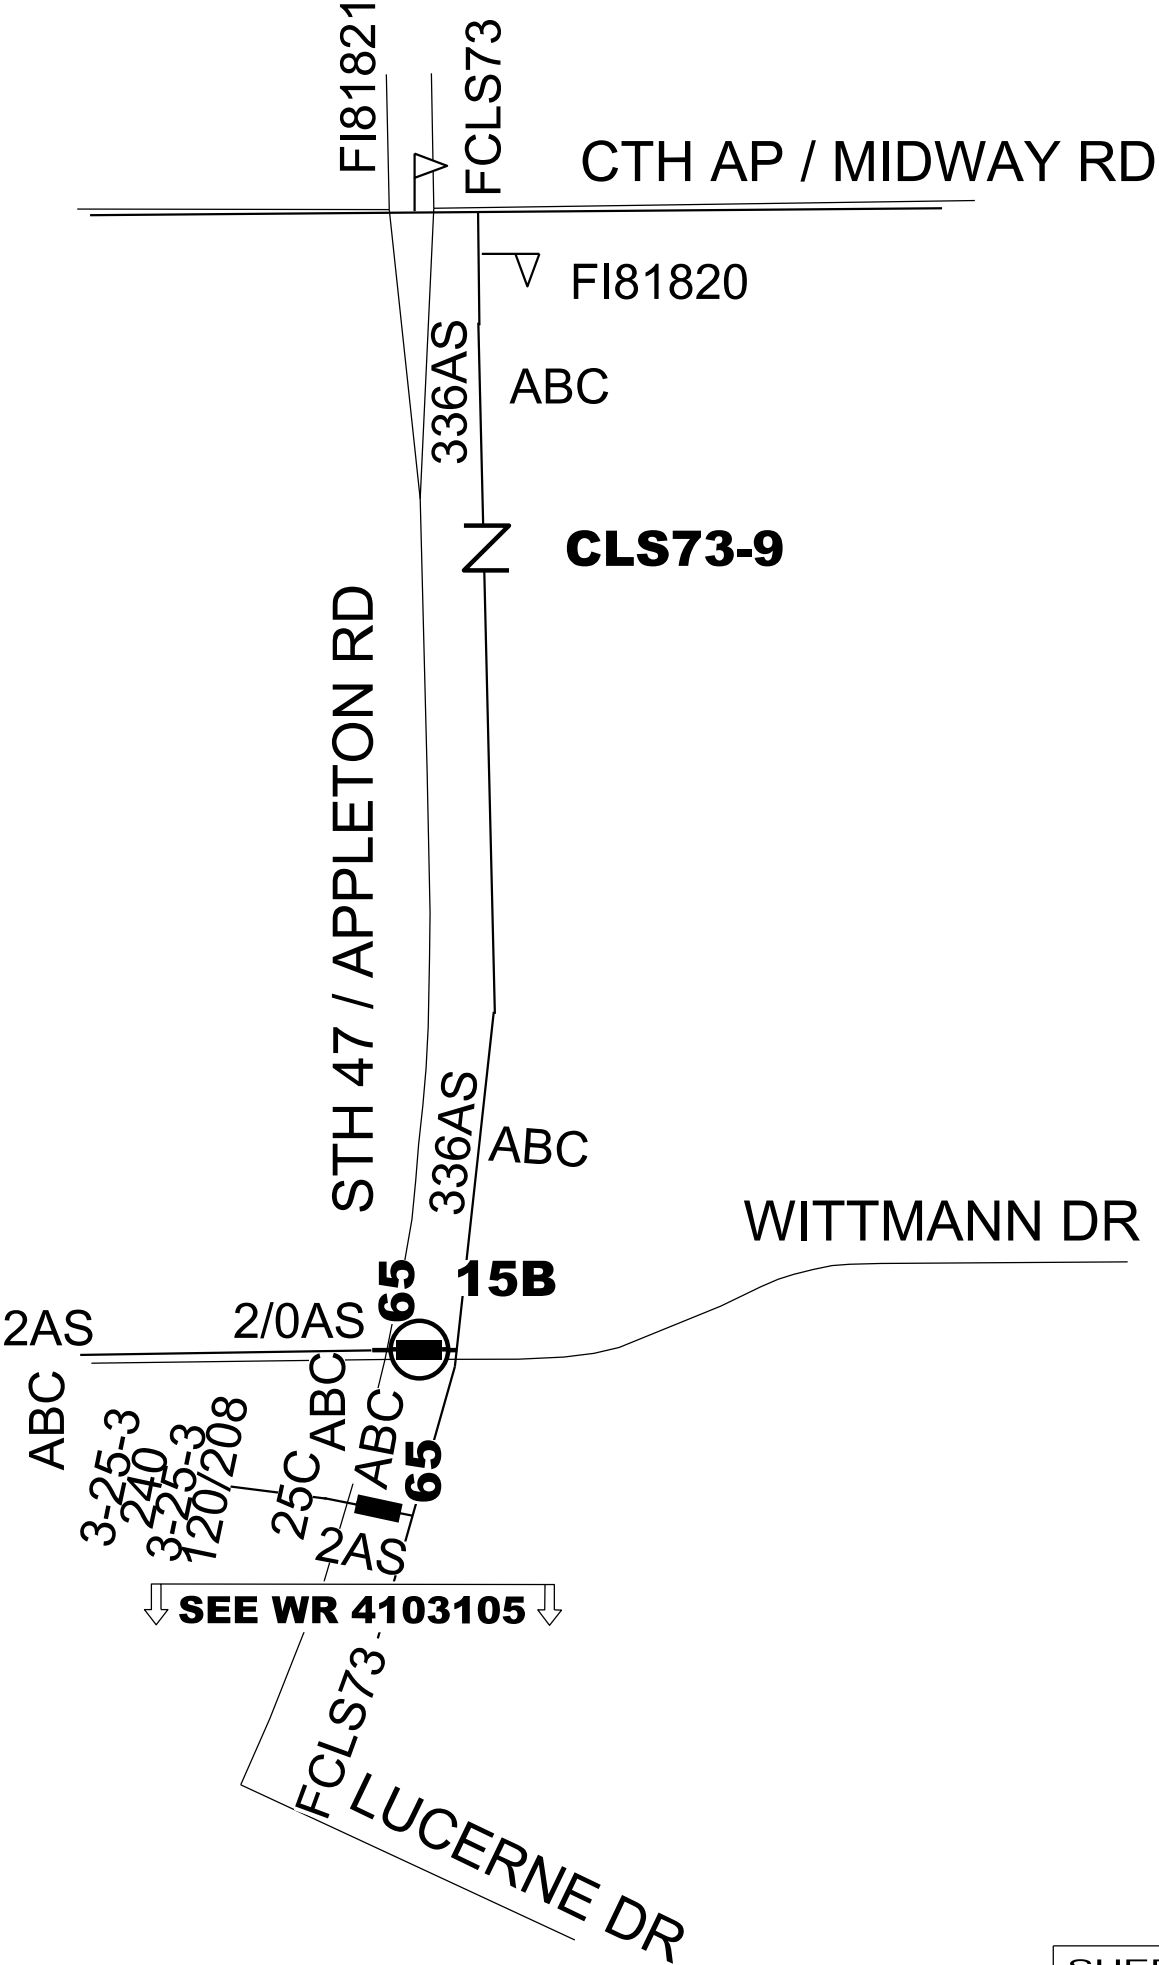 FI81821
FCLS73
CTH AP / MIDWAY RD
FI81820
336AS
ABC
CLS73-9
STH 47 / APPLETON RD
336AS
ABC
WITTMANN DR
65
15B
2AS
2/0AS
ABC
ABC
ABC
65
3-25-3
240
3-25-3
120/208
25C
2AS
SEE WR 4103105
FCLS73
LUCERNE DR